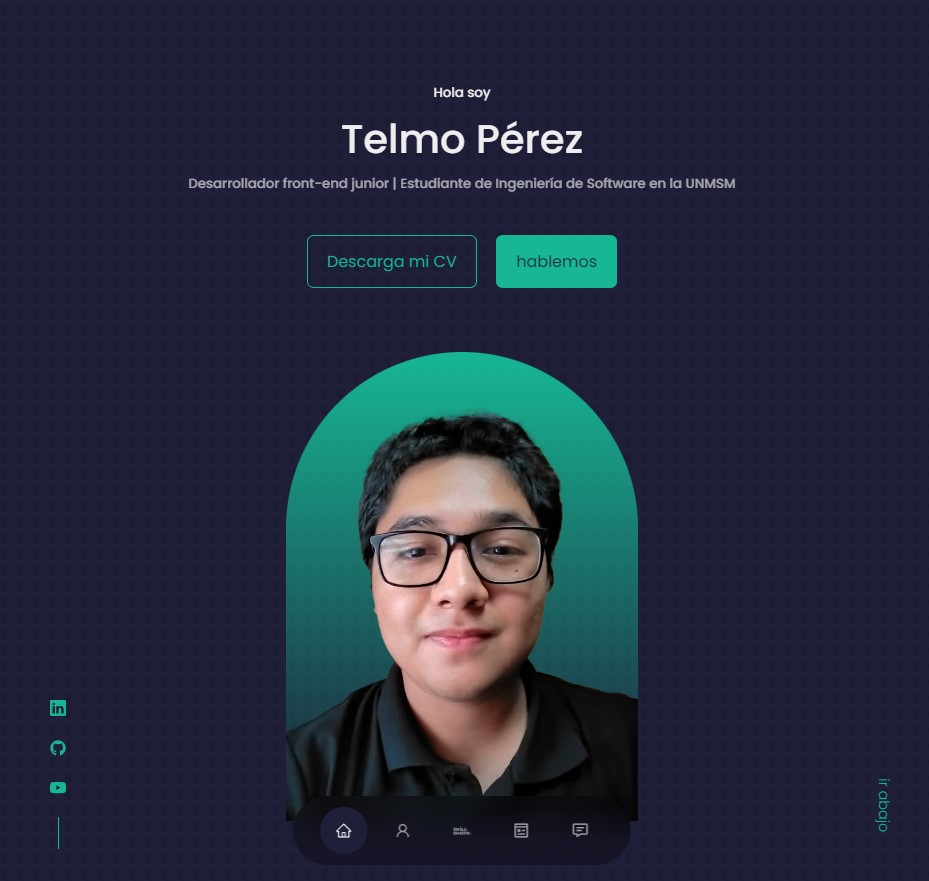 Hola soy
Telmo Pérez
Desarrollador front-end junior | Estudiante de Ingeniería de Software en la UNMSM
Descarga mi CV
hablemos
in
ir abajo